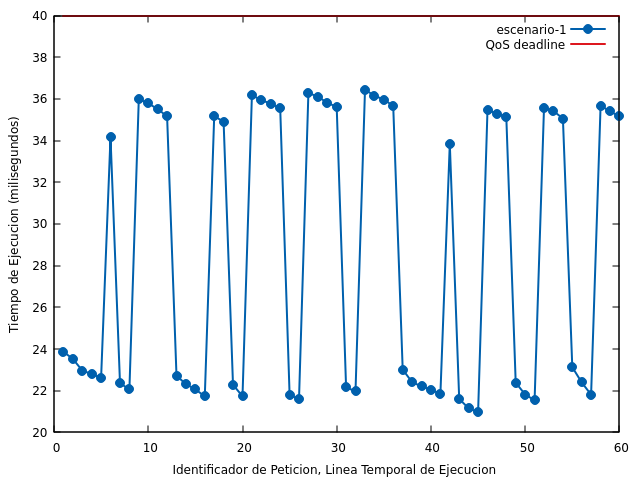 escenario-1
QoS deadline
40
38
36
34
32
30
28
26
24
22
20
0 10 20 30 40 50 60
Tiempo de Ejecucion (milisegundos)
Identificador de Peticion, Linea Temporal de Ejecucion